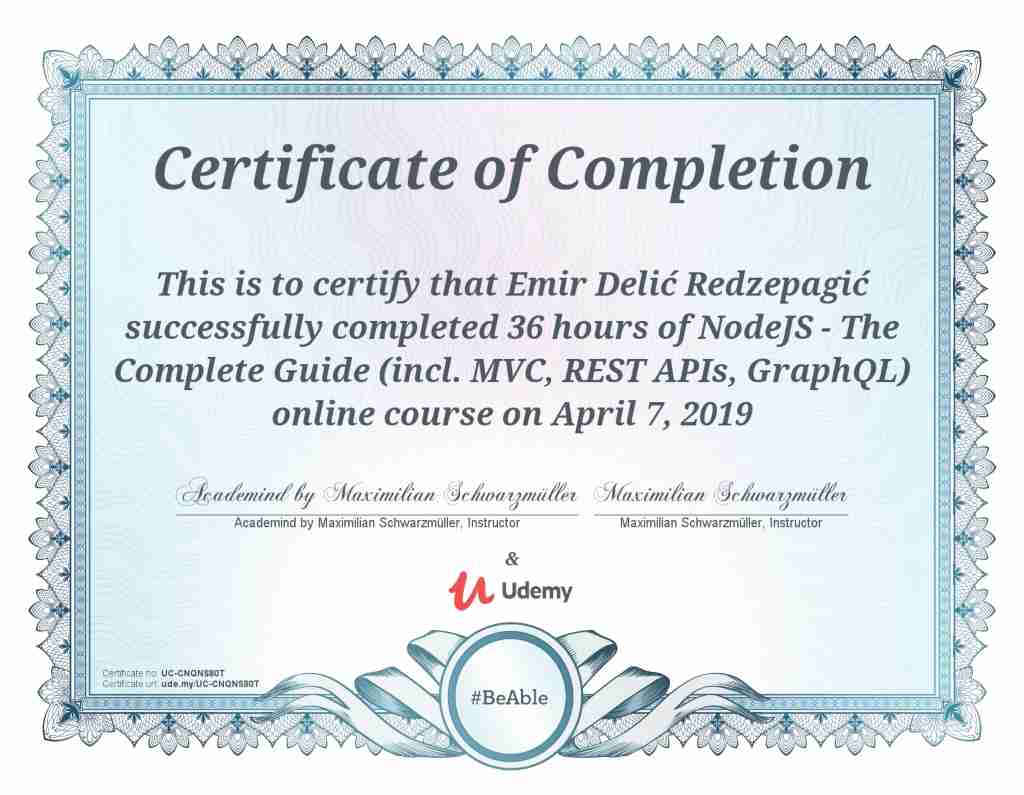 Certificate of Completion
This is to certify that Emir Delić Redzepagić
successfully completed 36 hours of NodeJS - The
Complete Guide (incl. MVC, REST APIs, GraphQL)
online course on April 7, 2019
Academind by Maximilian Schwarzmüller Maximilian Schwarzmüller
Academind by Maximilian Schwarzmüller, Instructor Maximilian Schwarzmüller, Instructor
&
Udemy
Certificate no: UC-CNQNS80T
Certificate url: ude.my/UC-CNQNS80T
#BeAble